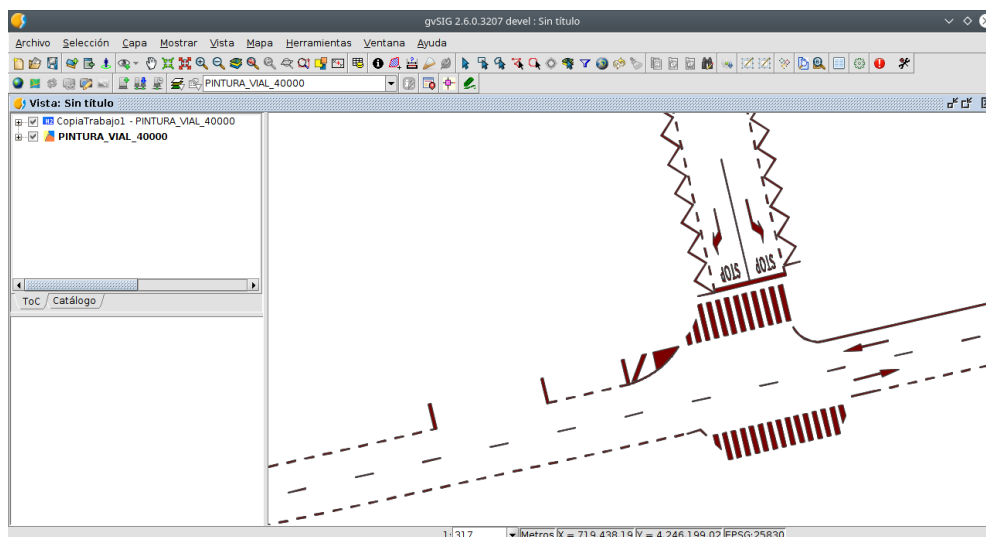 gvSIG 2.6.0.3207 devel : Sin título
Archivo Selección Capa Mostrar Vista Mapa Herramientas Ventana Ayuda
PINTURA_VIAL_40000
Vista: Sin título
H2 CopiaTrabajo1 - PINTURA_VIAL_40000
PINTURA_VIAL_40000
STOP STOP
ToC Catálogo
1: 317 Metros X = 719.438,19 Y = 4.246.199,02 EPSG:25830